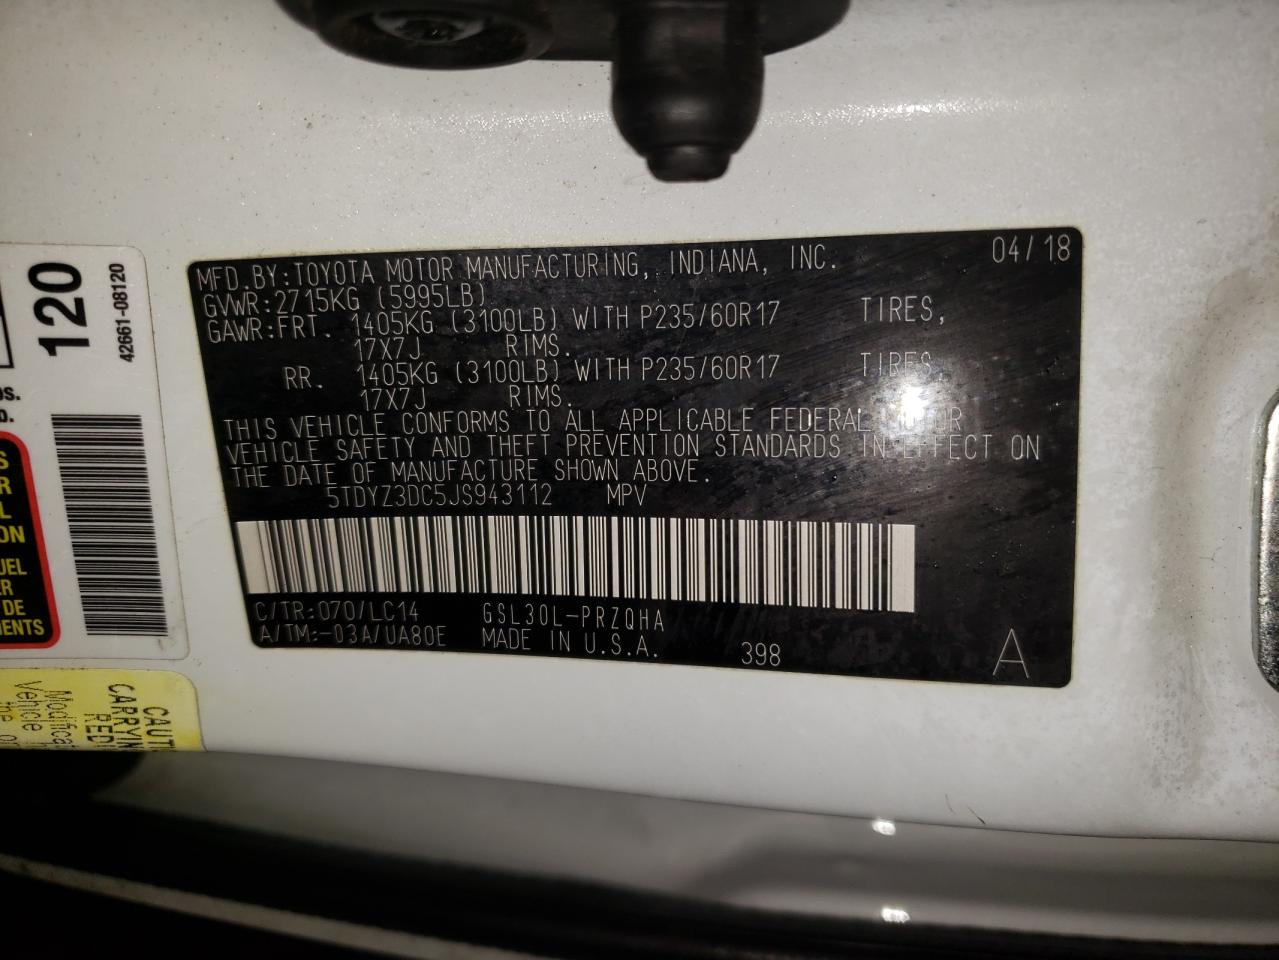 MFD.BY:TOYOTA MOTOR MANUFACTURING, INDIANA, INC. 04/18
GVWR:2715KG (5995LB)
GAWR:FRT. 1405KG (3100LB) WITH P235/60R17 TIRES,
17X7J RIMS.
RR. 1405KG (3100LB) WITH P235/60R17 TIRES,
17X7J RIMS.
THIS VEHICLE CONFORMS TO ALL APPLICABLE FEDERAL MOTOR
VEHICLE SAFETY AND THEFT PREVENTION STANDARDS IN EFFECT ON
THE DATE OF MANUFACTURE SHOWN ABOVE.
5TDYZ3DC5JS943112 MPV
C/TR:070/LC14 GSL30L-PRZQHA
A/TM:-03A/UA80E MADE IN U.S.A. 398 A
120
42661-08120